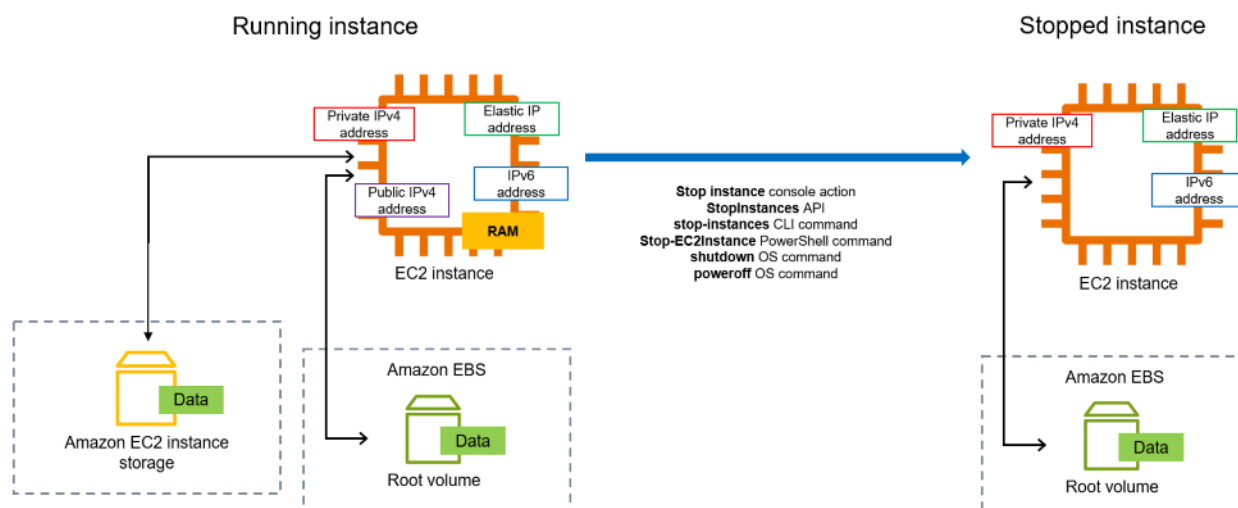 Running instance
Stopped instance
Private IPv4
address
Elastic IP
address
Public IPv4
address
IPv6
address
RAM
EC2 instance
Stop instance console action
StopInstances API
stop-instances CLI command
Stop-EC2Instance PowerShell command
shutdown OS command
poweroff OS command
Private IPv4
address
Elastic IP
address
IPv6
address
EC2 instance
Data
Amazon EC2 instance
storage
Amazon EBS
Data
Root volume
Amazon EBS
Data
Root volume